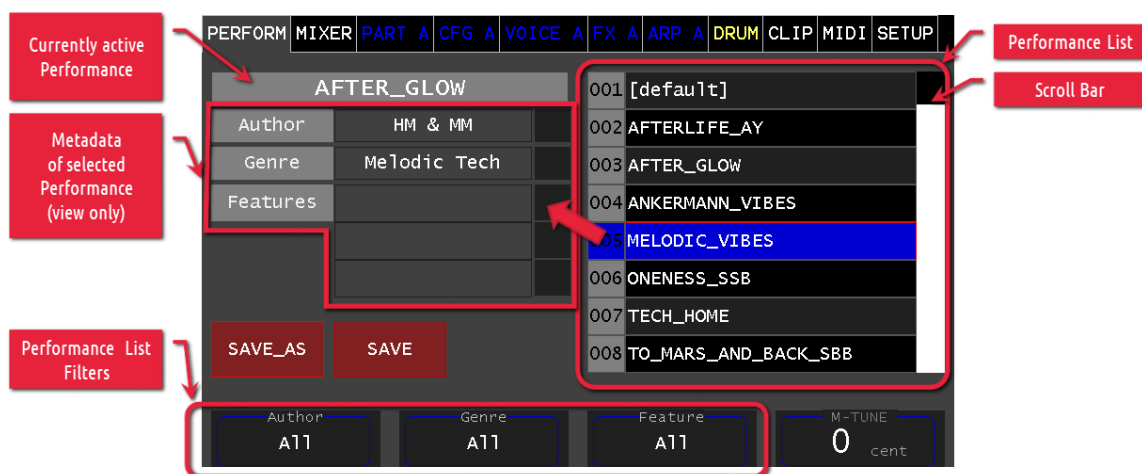 PERFORM MIXER PART A CFG A VOICE A FX A ARP A DRUM CLIP MIDI SETUP
Currently active
Performance
Metadada
of selected
Performance
(view only)
Performance List
Filters
AFTER_GLOW
Author HM & MM
Genre Melodic Tech
Features
SAVE_AS SAVE
001 [default]
002 AFTERLIFE_AY
003 AFTER_GLOW
004 ANKERMANN_VIBES
005 MELODIC_VIBES
006 ONENESS_SSB
007 TECH_HOME
008 TO_MARS_AND_BACK_SBB
Performance List
Scroll Bar
Author Genre Feature M-TUNE
All All All 0 cent